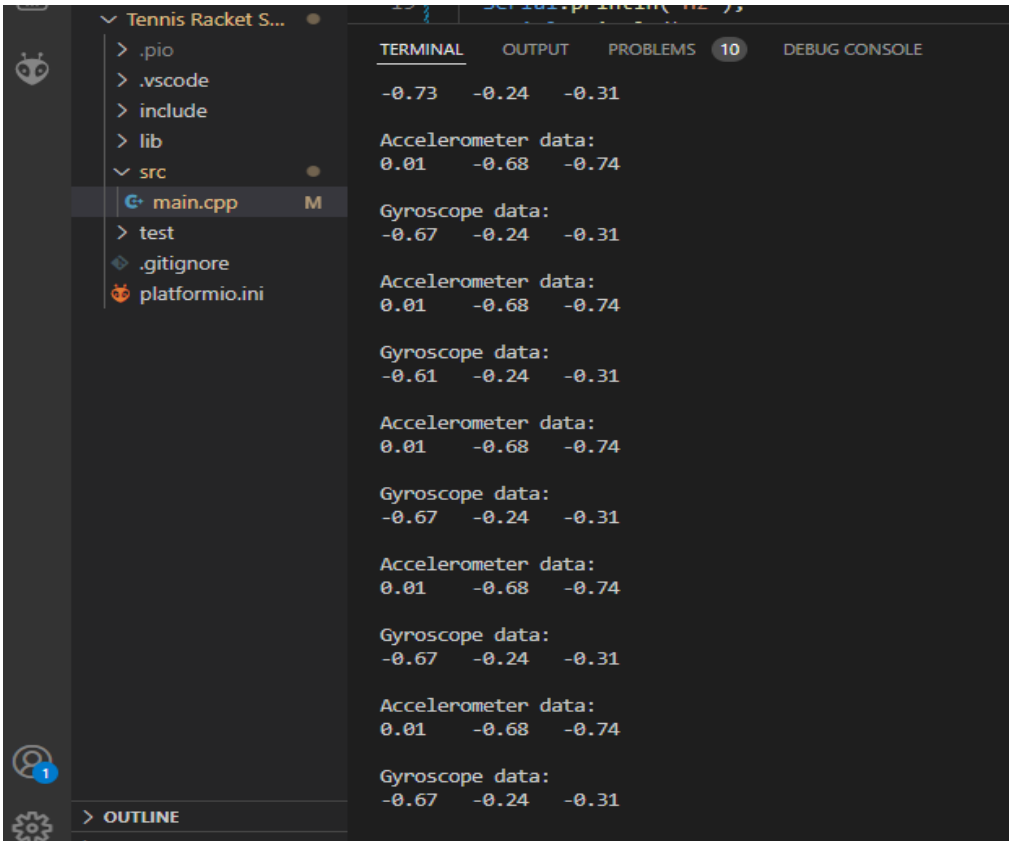 Tennis Racket S...
.pio
.vscode
include
lib
src
main.cpp M
test
.gitignore
platformio.ini
OUTLINE
1
TERMINAL OUTPUT PROBLEMS 10 DEBUG CONSOLE
-0.73 -0.24 -0.31
Accelerometer data:
0.01 -0.68 -0.74
Gyroscope data:
-0.67 -0.24 -0.31
Accelerometer data:
0.01 -0.68 -0.74
Gyroscope data:
-0.61 -0.24 -0.31
Accelerometer data:
0.01 -0.68 -0.74
Gyroscope data:
-0.67 -0.24 -0.31
Accelerometer data:
0.01 -0.68 -0.74
Gyroscope data:
-0.67 -0.24 -0.31
Accelerometer data:
0.01 -0.68 -0.74
Gyroscope data:
-0.67 -0.24 -0.31